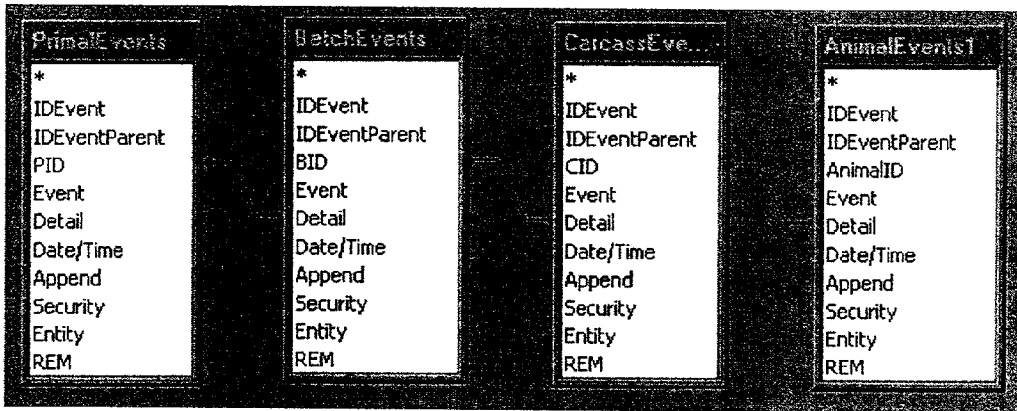 PrimalEvents
*
IDEvent
IDEventParent
PID
Event
Detail
Date/Time
Append
Security
Entity
REM
BatchEvents
*
IDEvent
IDEventParent
BID
Event
Detail
Date/Time
Append
Security
Entity
REM
CarcassEve...
*
IDEvent
IDEventParent
CID
Event
Detail
Date/Time
Append
Security
Entity
REM
AnimalEvents1
*
IDEvent
IDEventParent
AnimalID
Event
Detail
Date/Time
Append
Security
Entity
REM